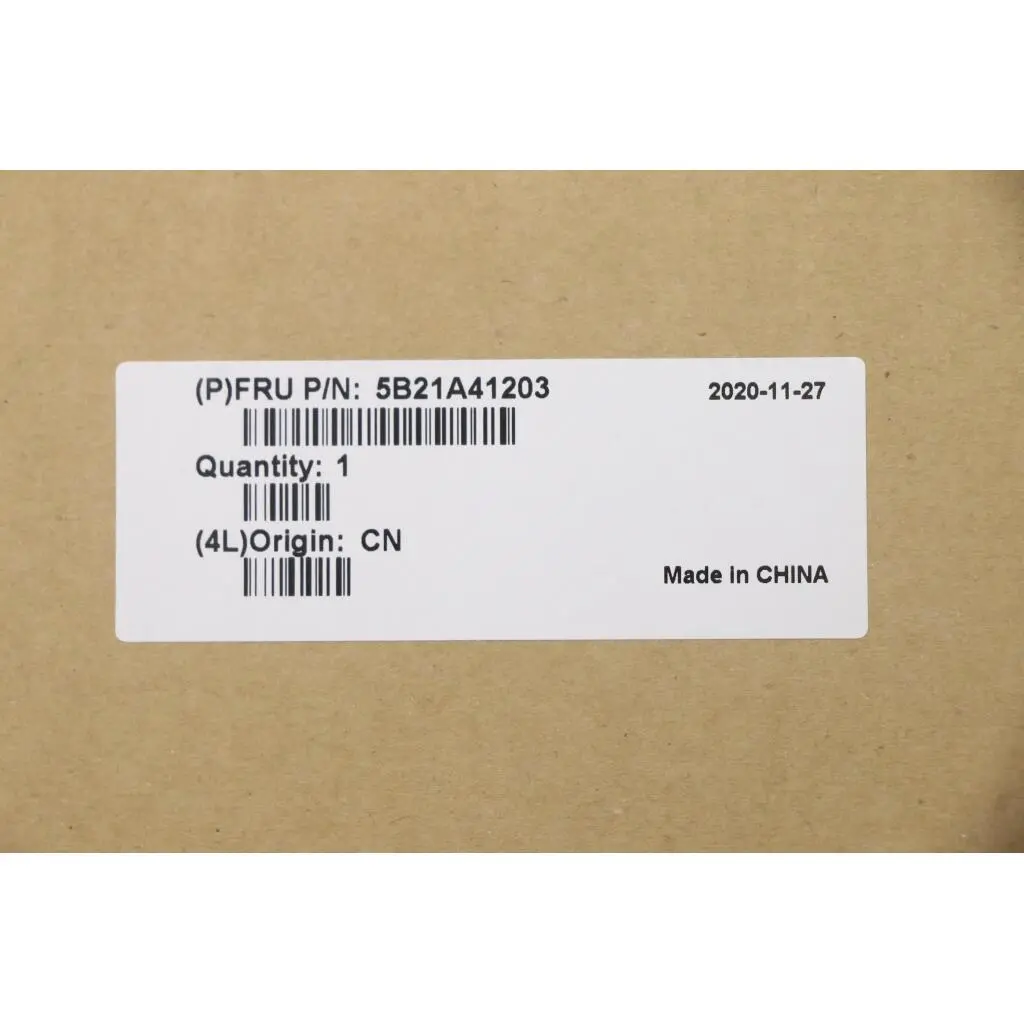 (P)FRU P/N: 5B21A41203 2020-11-27
Quantity: 1
(4L)Origin: CN
Made in CHINA